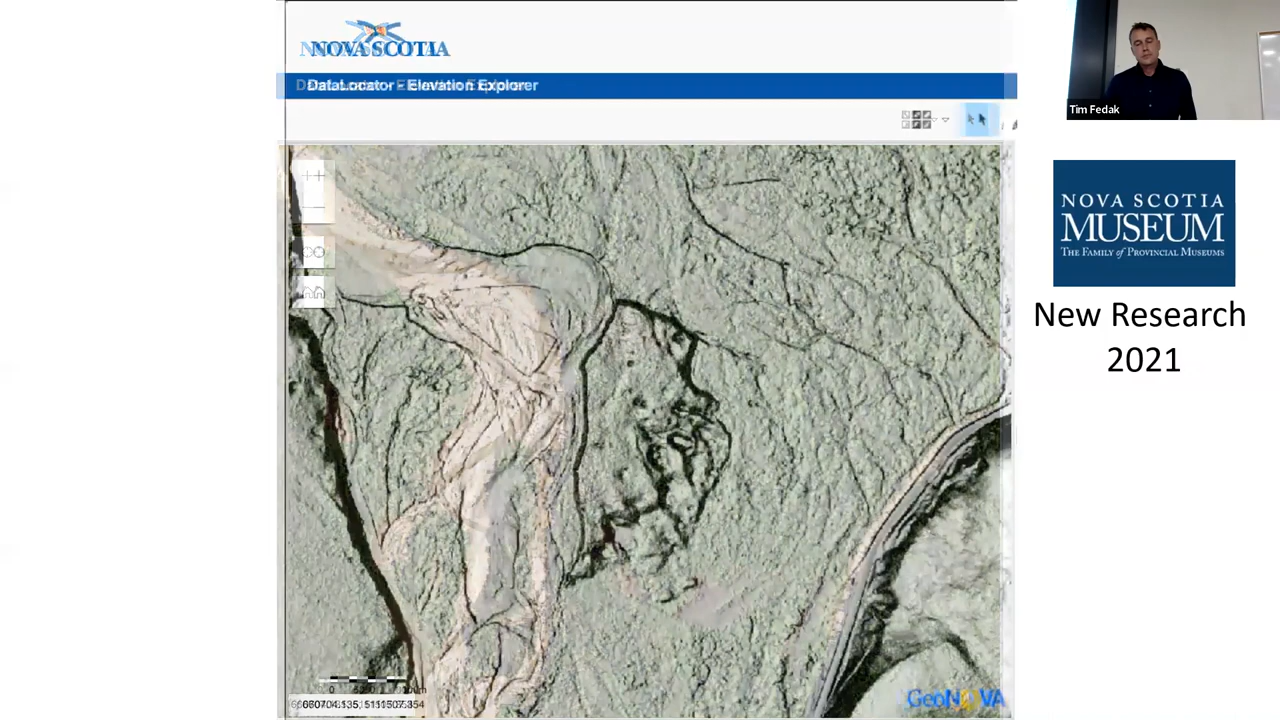 NOVA SCOTIA
DataLocator - Elevation Explorer
Tim Fedak
NOVA SCOTIA
MUSEUM
THE FAMILY of PROVINCIAL MUSEUMS
New Research
2021
0
GeoNOVA